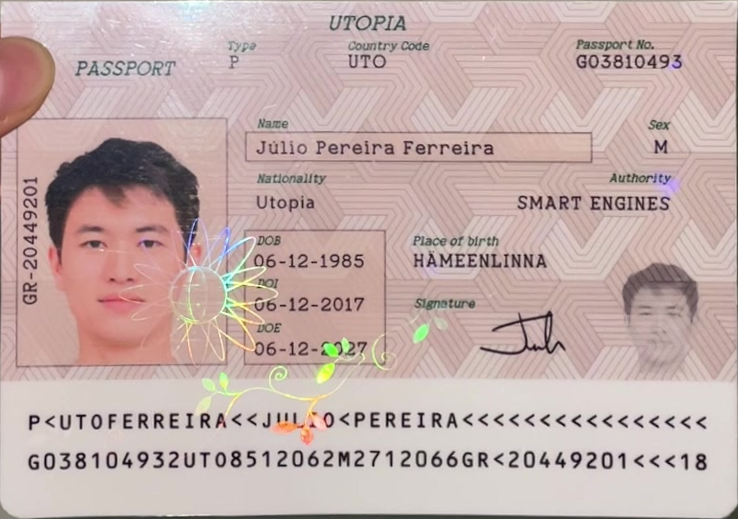 UTOPIA
PASSPORT
Type
P
Country Code
UTO
Passport No.
G03810493
GR-20449201
Name
Júlio Pereira Ferreira
Sex
M
Nationality
Utopia
Authority
SMART ENGINES
DOB
06-12-1985
Place of birth
HÄMEENLINNA
DOI
06-12-2017
Signature
DOE
06-12-2027
P<UTOFERREIRA<<JULIO<PEREIRA<<<<<<<<<<<<<<<<
G038104932UTO8512062M2712066GR<20449201<<<18